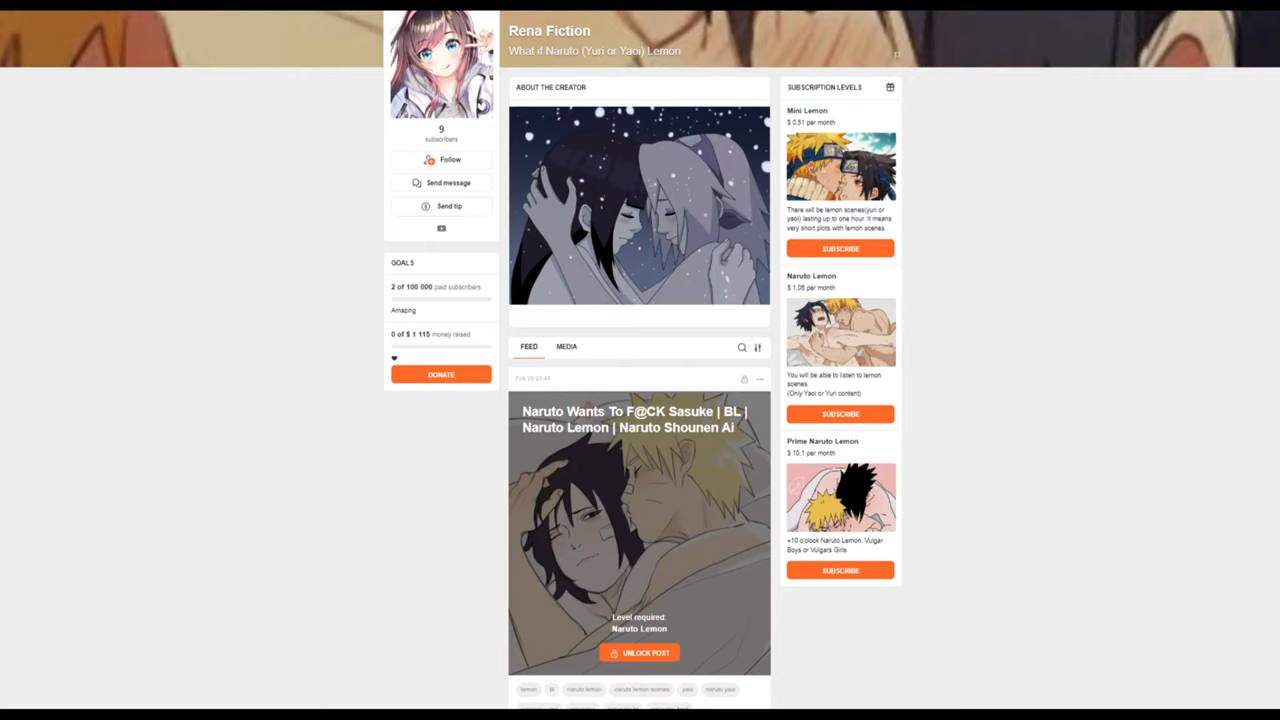 Rena Fiction
What if Naruto (Yuri or Yaoi) Lemon
9
subscribers
Follow
Send message
Send tip
GOALS
2 of 100 000 paid subscribers
Amazing
0 of $ 1 115 money raised
DONATE
ABOUT THE CREATOR
FEED
MEDIA
Naruto Wants To F@CK Sasuke | BL |
Naruto Lemon | Naruto Shounen Ai
Level required:
Naruto Lemon
UNLOCK POST
lemon
bl
naruto lemon
naruto lemon scenes
yaoi
naruto yaoi
SUBSCRIPTION LEVELS
Mini Lemon
$ 0,51 per month
There will be lemon scenes(yuri or
yaoi) lasting up to one hour. It means
very short plots with lemon scenes.
SUBSCRIBE
Naruto Lemon
$ 1,06 per month
You will be able to listen to lemon
scenes.
(Only Yaoi or Yuri content)
SUBSCRIBE
Prime Naruto Lemon
$ 10,1 per month
+10 o'clock Naruto Lemon, Vulgar
Boys or Vulgars Girls
SUBSCRIBE